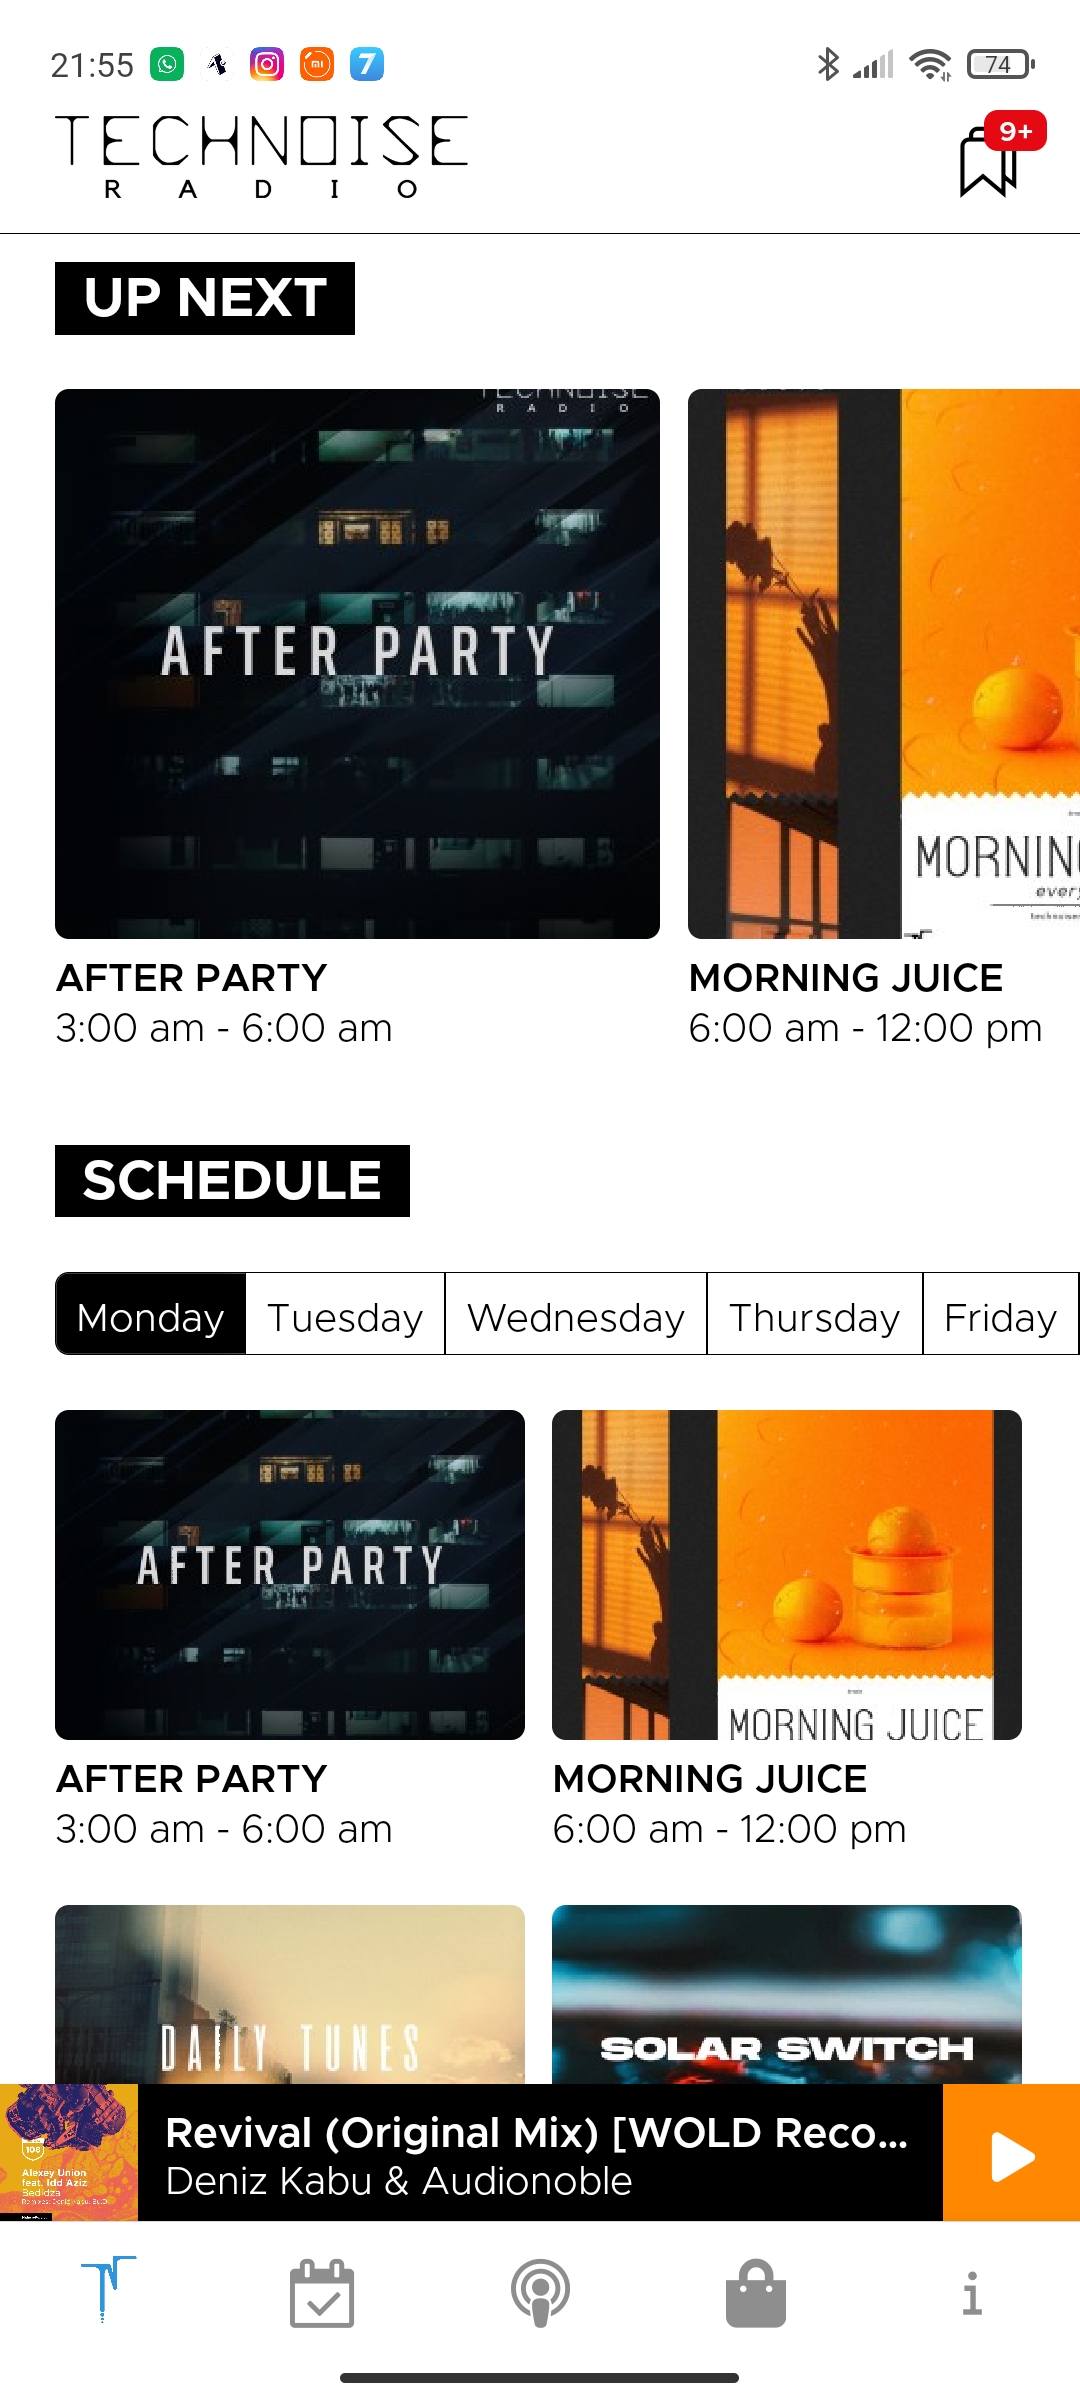 21:55
74
TECHNOISE
RADIO
9+
UP NEXT
TECHNOISE
RADIO
AFTER PARTY
MORNING
every
AFTER PARTY
3:00 am - 6:00 am
MORNING JUICE
6:00 am - 12:00 pm
SCHEDULE
Monday
Tuesday
Wednesday
Thursday
Friday
AFTER PARTY
MORNING JUICE
AFTER PARTY
3:00 am - 6:00 am
MORNING JUICE
6:00 am - 12:00 pm
DAILY TUNES
SOLAR SWITCH
106
Alexey Union
feat. Idd Aziz
Bedidza
Revival (Original Mix) [WOLD Reco...
Deniz Kabu & Audionoble